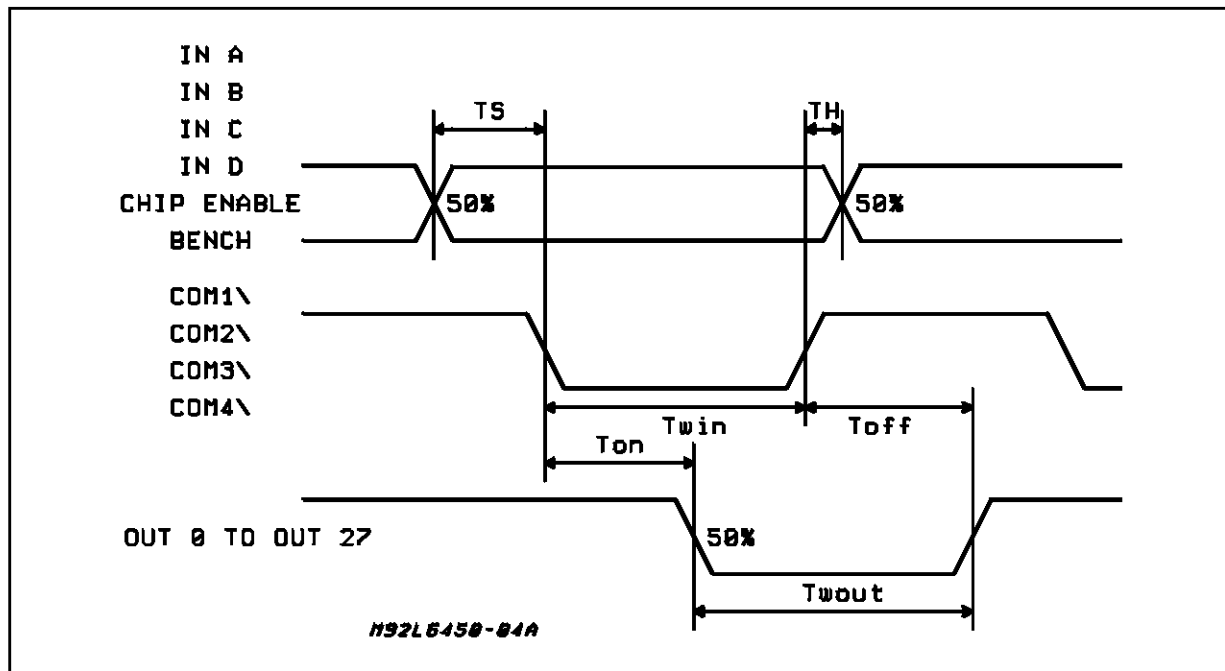 IN A
IN B
TS
TH
IN C
IN D
CHIP ENABLE
50%
50%
BENCH
COM1\
COM2\
COM3\
COM4\
Twin
Toff
Ton
OUT 0 TO OUT 27
50%
Twout
M92L6450-04A